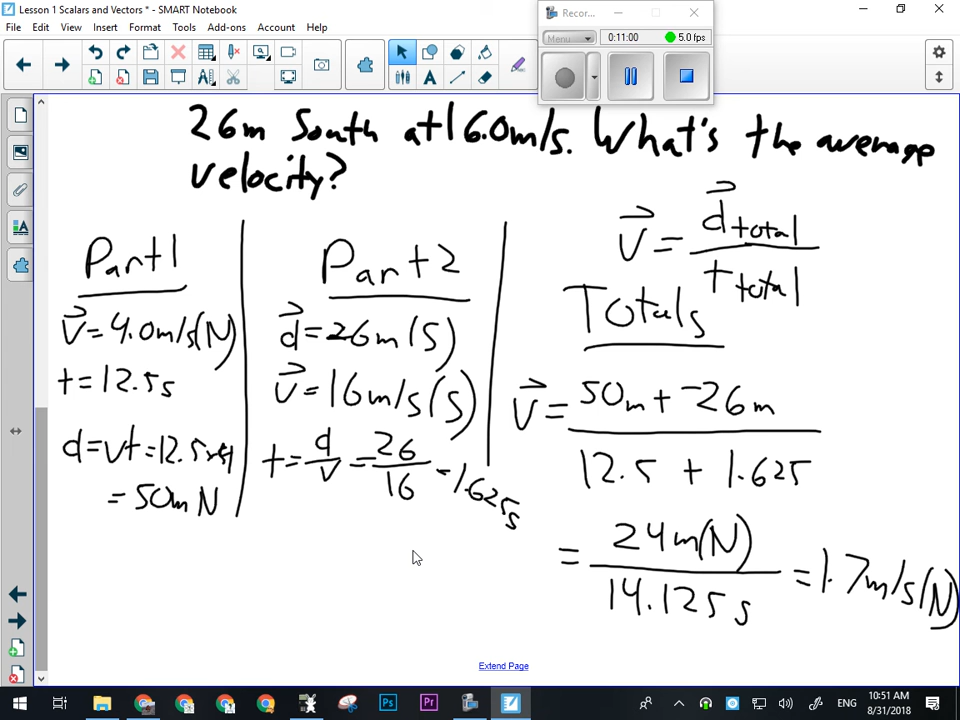 Lesson 1 Scalars and Vectors * - SMART Notebook
File Edit View Insert Format Tools Add-ons Account Help
Recor...
Menu 0:11:00 5.0 fps
26m South at 16.0m/s. What's the average
velocity?
v = d total / t total
Part 1
v = 4.0m/s(N)
t = 12.5s
= 50m N
Part 2
d = 26m(S)
v = 16m/s(S)
t = d/v = 26/16 = 1.625s
Totals
v = 50m + -26m / 12.5 + 1.625
= 24m(N) / 14.125s = 1.7m/s(N)
Extend Page
Ps Pr ENG
10:51 AM
8/31/2018